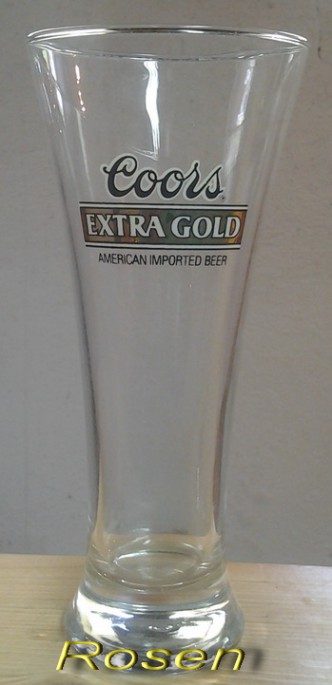 Coors
EXTRA GOLD
AMERICAN IMPORTED BEER
Rosen